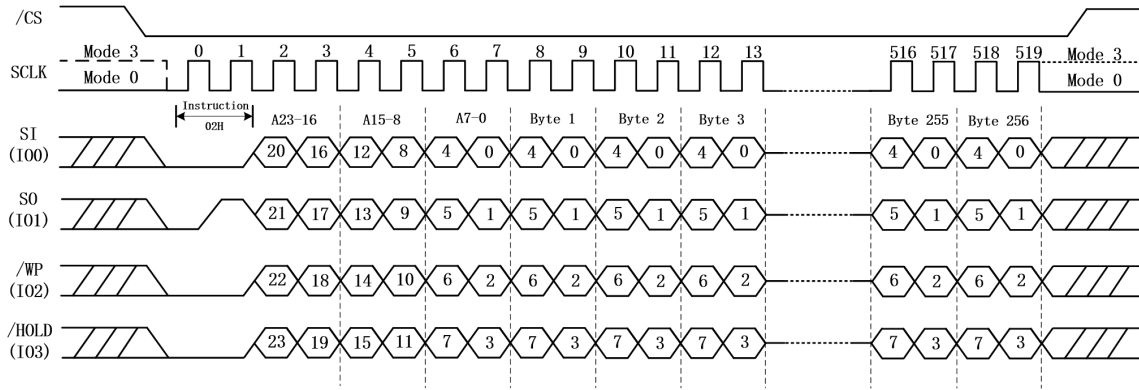 /CS
Mode 3 0 1 2 3 4 5 6 7 8 9 10 11 12 13 516 517 518 519 Mode 3
SCLK
Mode 0 Mode 0
Instruction
02H
A23-16 A15-8 A7-0 Byte 1 Byte 2 Byte 3 Byte 255 Byte 256
SI
(IO0)
20 16 12 8 4 0 4 0 4 0 4 0 4 0 4 0
SO
(IO1)
21 17 13 9 5 1 5 1 5 1 5 1 5 1 5 1
/WP
(IO2)
22 18 14 10 6 2 6 2 6 2 6 2 6 2 6 2
/HOLD
(IO3)
23 19 15 11 7 3 7 3 7 3 7 3 7 3 7 3